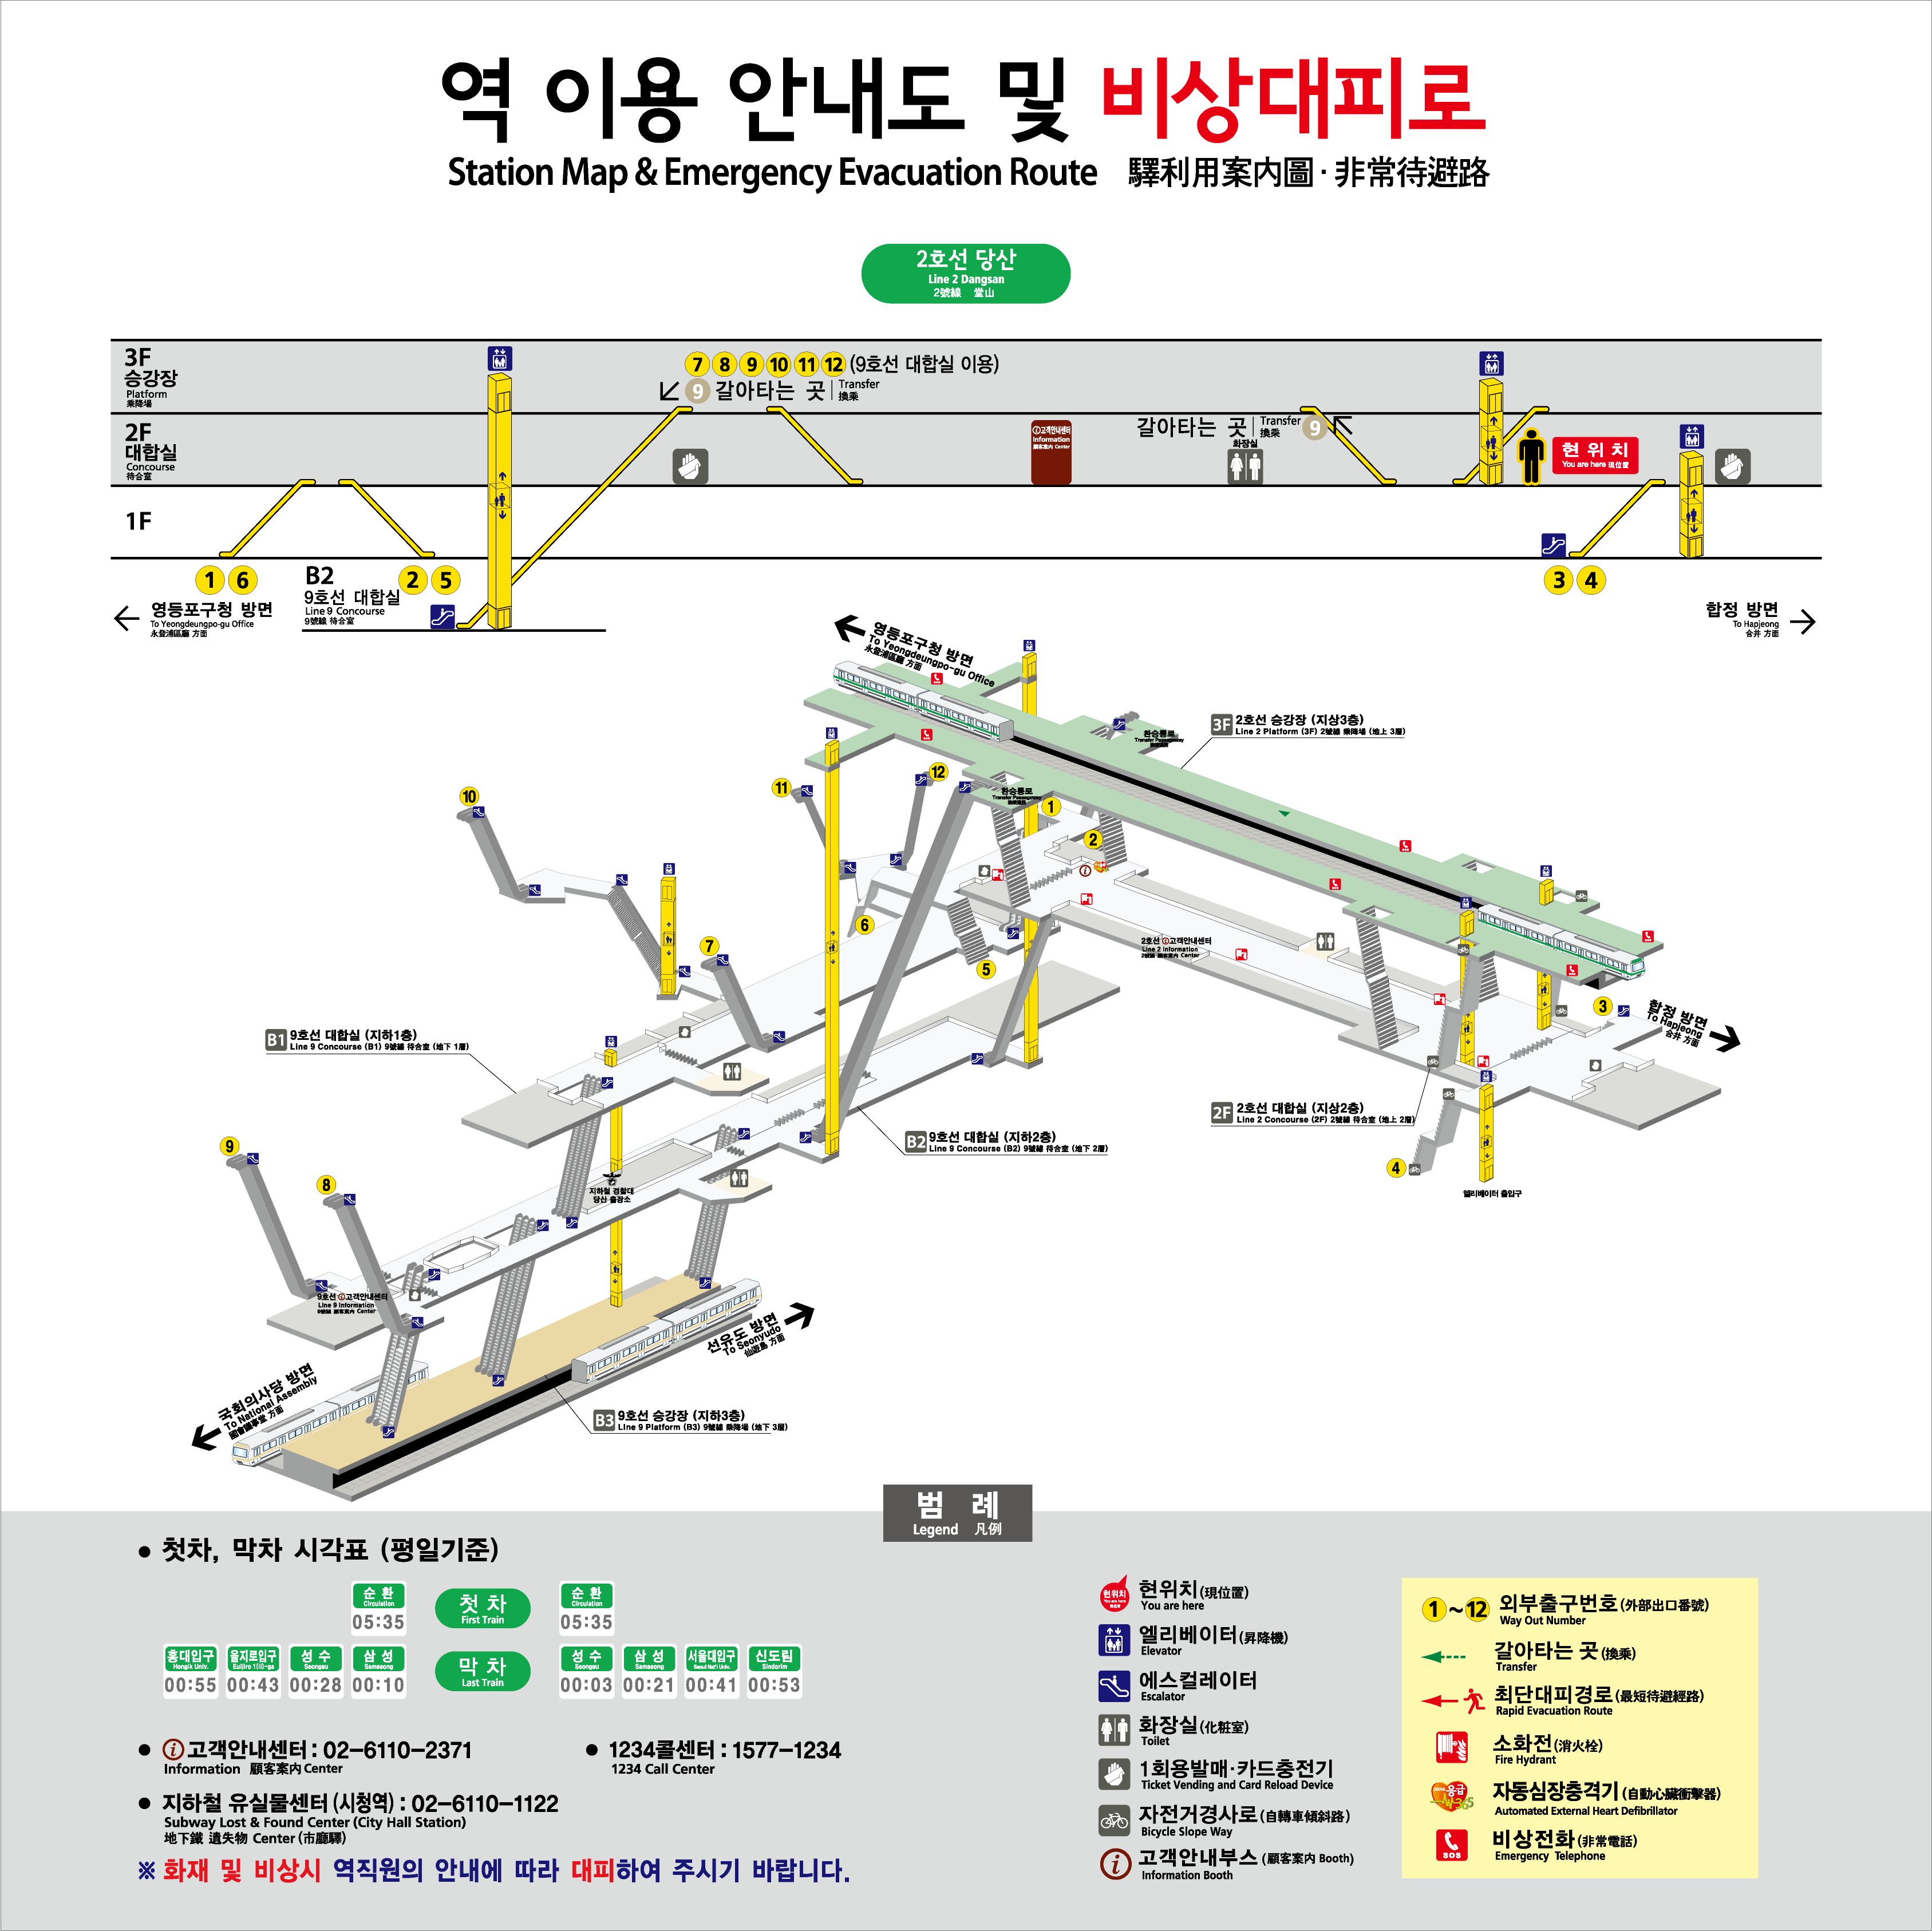 역 이용 안내도 및 비상대피로
Station Map & Emergency Evacuation Route 驛利用案內圖·非常待避路
2호선 당산
Line 2 Dangsan
2號線 堂山
3F
승강장
Platform
乘降場
7 8 9 10 11 12 (9호선 대합실 이용)
9 갈아타는 곳 Transfer
換乘
2F
대합실
Concourse
待合室
고객안내센터
Information
顧客案內 Center
갈아타는 곳 Transfer 9
換乘
화장실
현 위 치
You are here 現位置
1F
1 6
B2
9호선 대합실
Line 9 Concourse
9號線 待合室
2 5
3 4
영등포구청 방면
To Yeongdeungpo-gu Office
永登浦區廳 方面
합정 방면
To Hapjeong
合井 方面
영등포구청 방면
To Yeongdeungpo-gu Office
永登浦區廳 方面
3F 2호선 승강장 (지상3층)
Line 2 Platform (3F) 2號線 乘降場 (地上 3層)
환승통로
Transfer Passageway
환승통로
Transfer Passageway
10
11
12
1
2
6
7
5
2호선 고객안내센터
Line 2 Information
2號線 顧客案內 Center
3
합정 방면
To Hapjeong
合井 方面
B1 9호선 대합실 (지하1층)
Line 9 Concourse (B1) 9號線 待合室 (地下 1層)
2F 2호선 대합실 (지상2층)
Line 2 Concourse (2F) 2號線 待合室 (地上 2層)
B2 9호선 대합실 (지하2층)
Line 9 Concourse (B2) 9號線 待合室 (地下 2層)
9
8
4
엘리베이터 출입구
지하철 경찰대
당산 출장소
9호선 고객안내센터
Line 9 Information
9號線 顧客案內 Center
선유도 방면
To Seonyudo
仙遊島 方面
국회의사당 방면
To National Assembly
國會議事堂 方面
B3 9호선 승강장 (지하3층)
Line 9 Platform (B3) 9號線 乘降場 (地下 3層)
범 례
Legend 凡例
첫차, 막차 시각표 (평일기준)
순 환
Circulation
05:35
첫 차
First Train
순 환
Circulation
05:35
홍대입구
Hongik Univ.
00:55
을지로입구
Euljiro 1(il)-ga
00:43
성 수
Seongsu
00:28
삼 성
Samseong
00:10
막 차
Last Train
성 수
Seongsu
00:03
삼 성
Samseong
00:21
서울대입구
Seoul Nat'l Univ.
00:41
신도림
Sindorim
00:53
고객안내센터 : 02-6110-2371
Information 顧客案內 Center
1234콜센터 : 1577-1234
1234 Call Center
지하철 유실물센터 (시청역) : 02-6110-1122
Subway Lost & Found Center (City Hall Station)
地下鐵 遺失物 Center (市廳驛)
※ 화재 및 비상시 역직원의 안내에 따라 대피하여 주시기 바랍니다.
현위치
You are here
現位置
현위치 (現位置)
You are here
엘리베이터 (昇降機)
Elevator
에스컬레이터
Escalator
화장실 (化粧室)
Toilet
1회용발매·카드충전기
Ticket Vending and Card Reload Device
자전거경사로 (自轉車傾斜路)
Bicycle Slope Way
고객안내부스 (顧客案內 Booth)
Information Booth
1~12 외부출구번호 (外部出口番號)
Way Out Number
갈아타는 곳 (換乘)
Transfer
최단대피경로 (最短待避經路)
Rapid Evacuation Route
소화전 (消火栓)
Fire Hydrant
응급
365
자동심장충격기 (自動心臟衝擊器)
Automated External Heart Defibrillator
SOS
비상전화 (非常電話)
Emergency Telephone